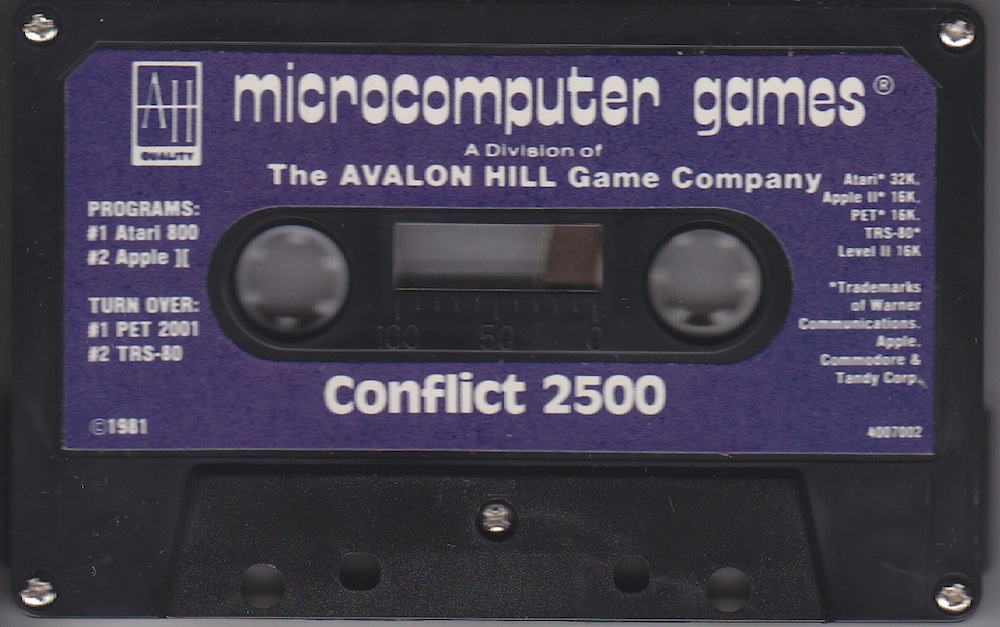 AH
QUALITY
microcomputer games®
A Division of
The AVALON HILL Game Company
PROGRAMS:
#1 Atari 800
#2 Apple ][
TURN OVER:
#1 PET 2001
#2 TRS-80
©1981
Atari* 32K,
Apple II* 16K,
PET* 16K,
TRS-80*
Level II 16K
*Trademarks
of Warner
Communications,
Apple,
Commodore &
Tandy Corp.
100 50 0
Conflict 2500
4007002